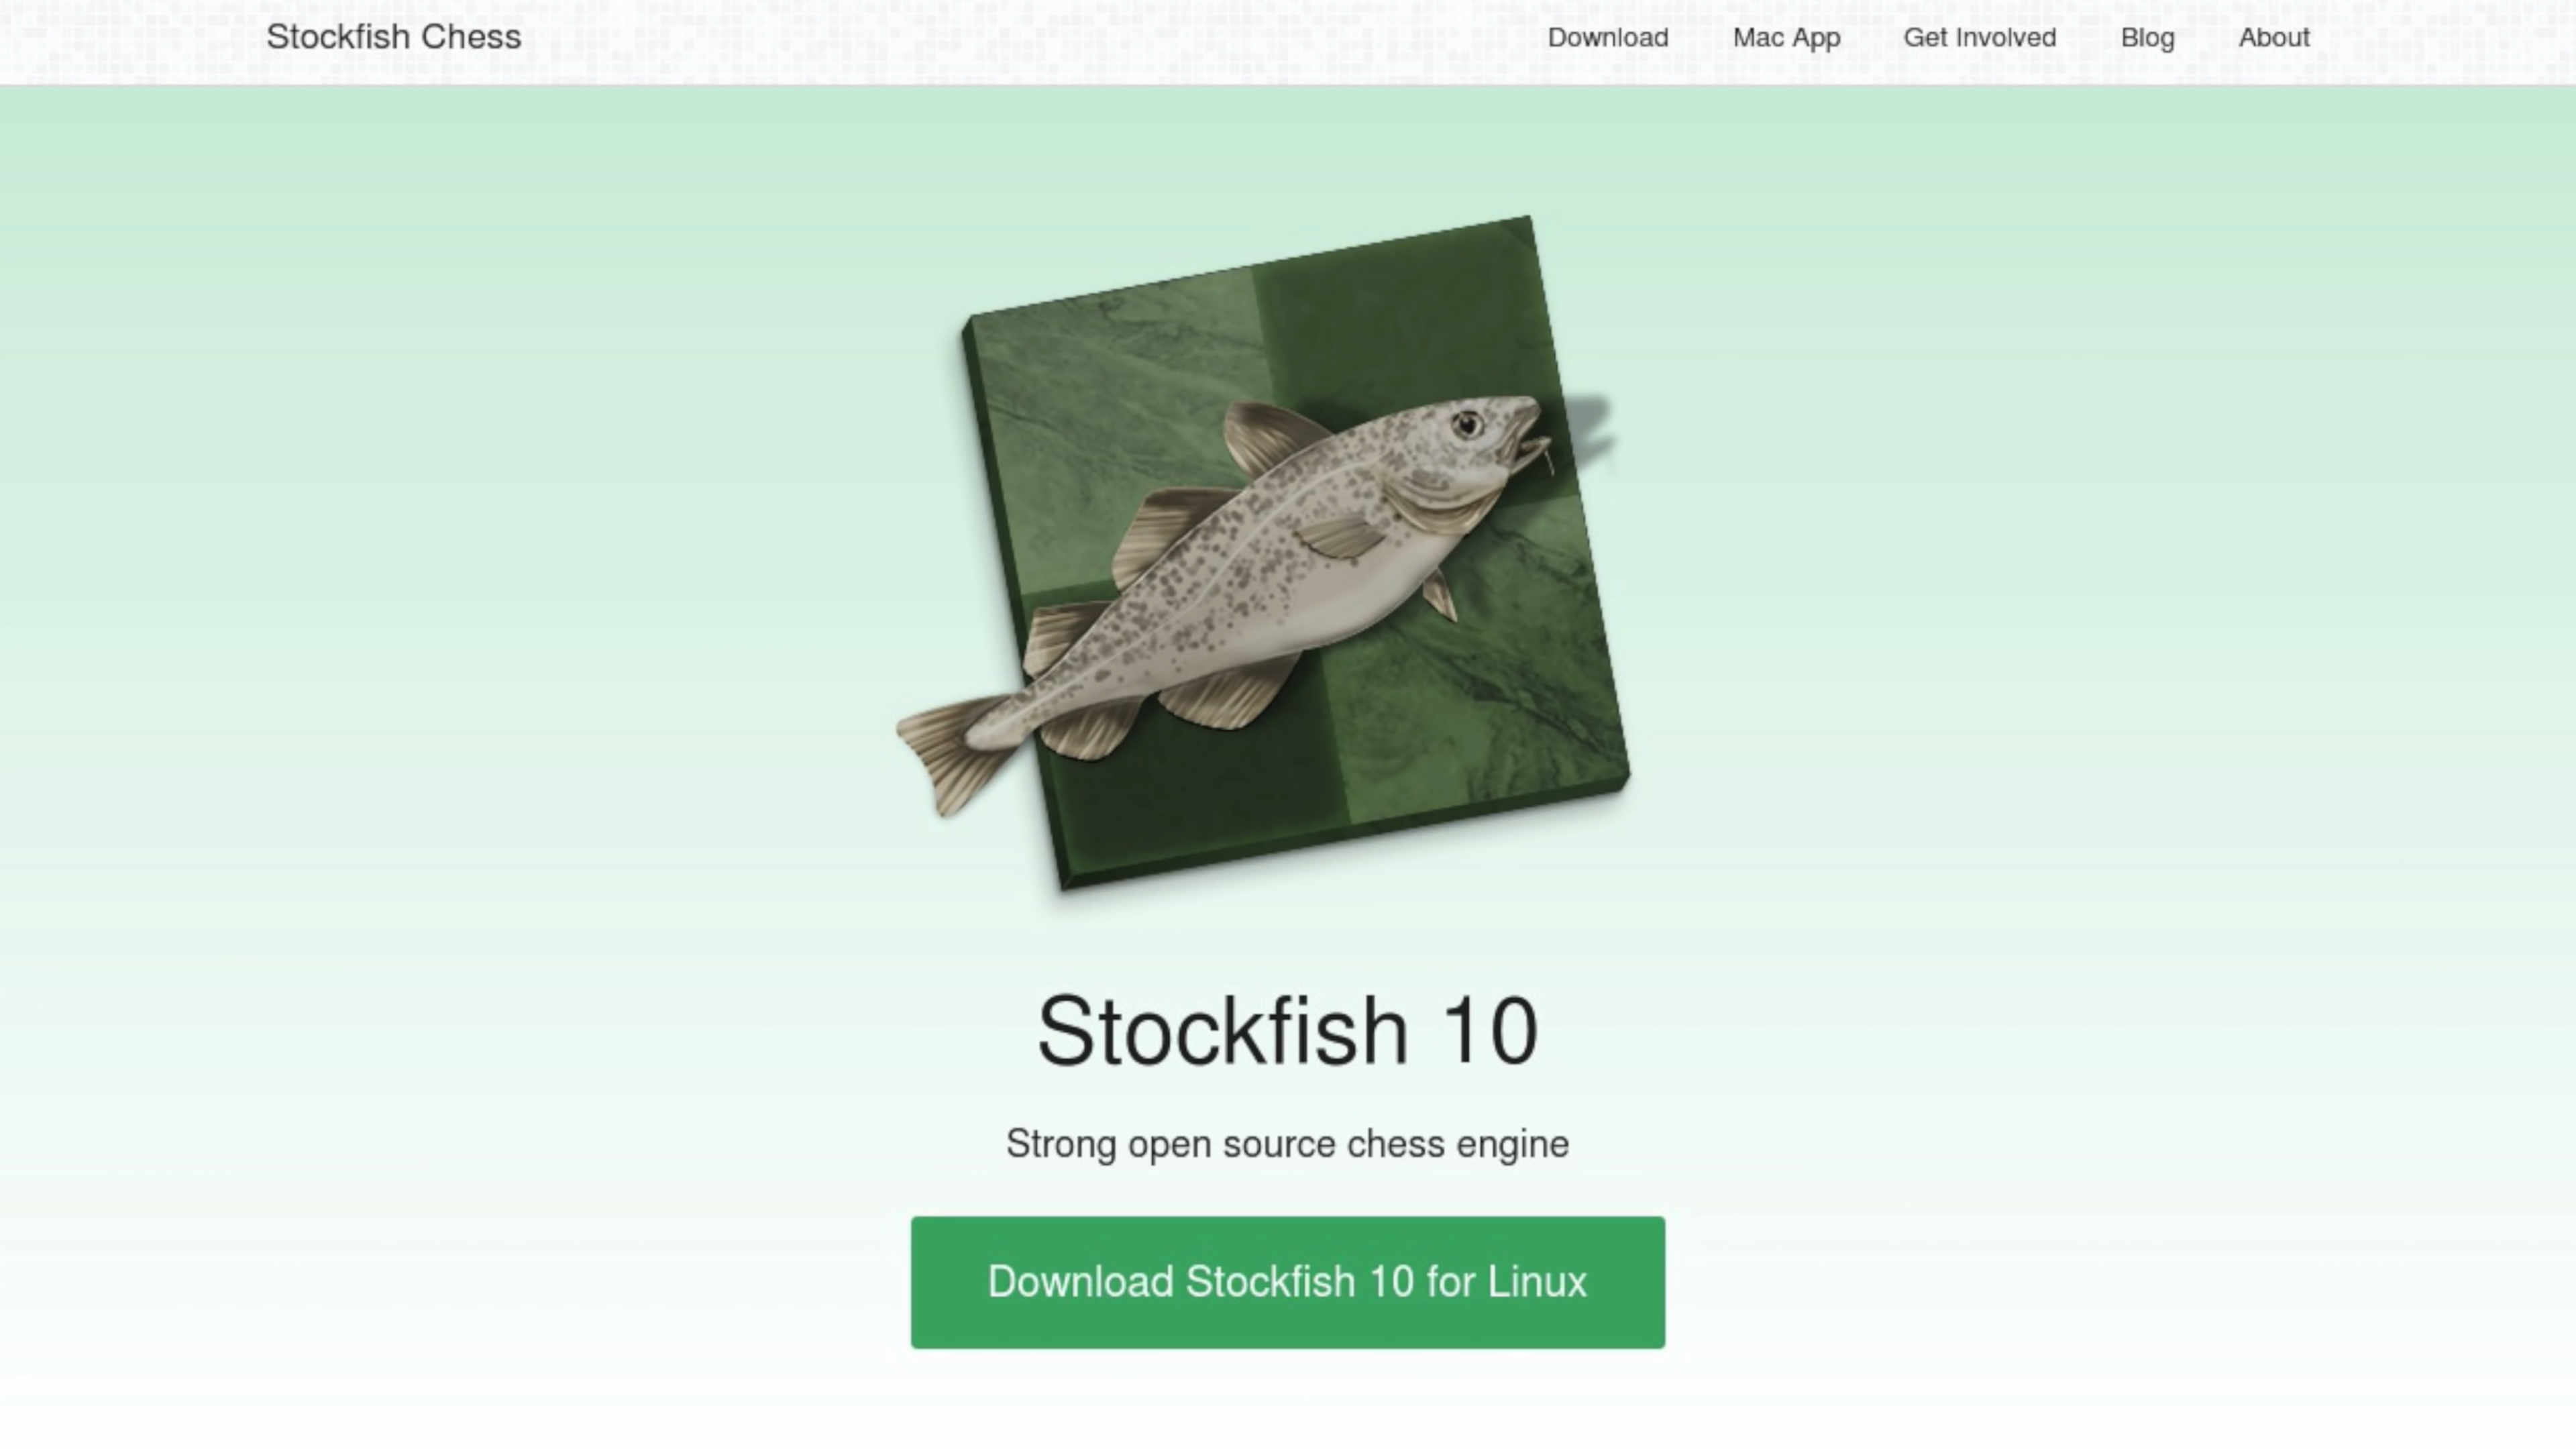 Stockfish Chess
Download
Mac App
Get Involved
Blog
About
Stockfish 10
Strong open source chess engine
Download Stockfish 10 for Linux